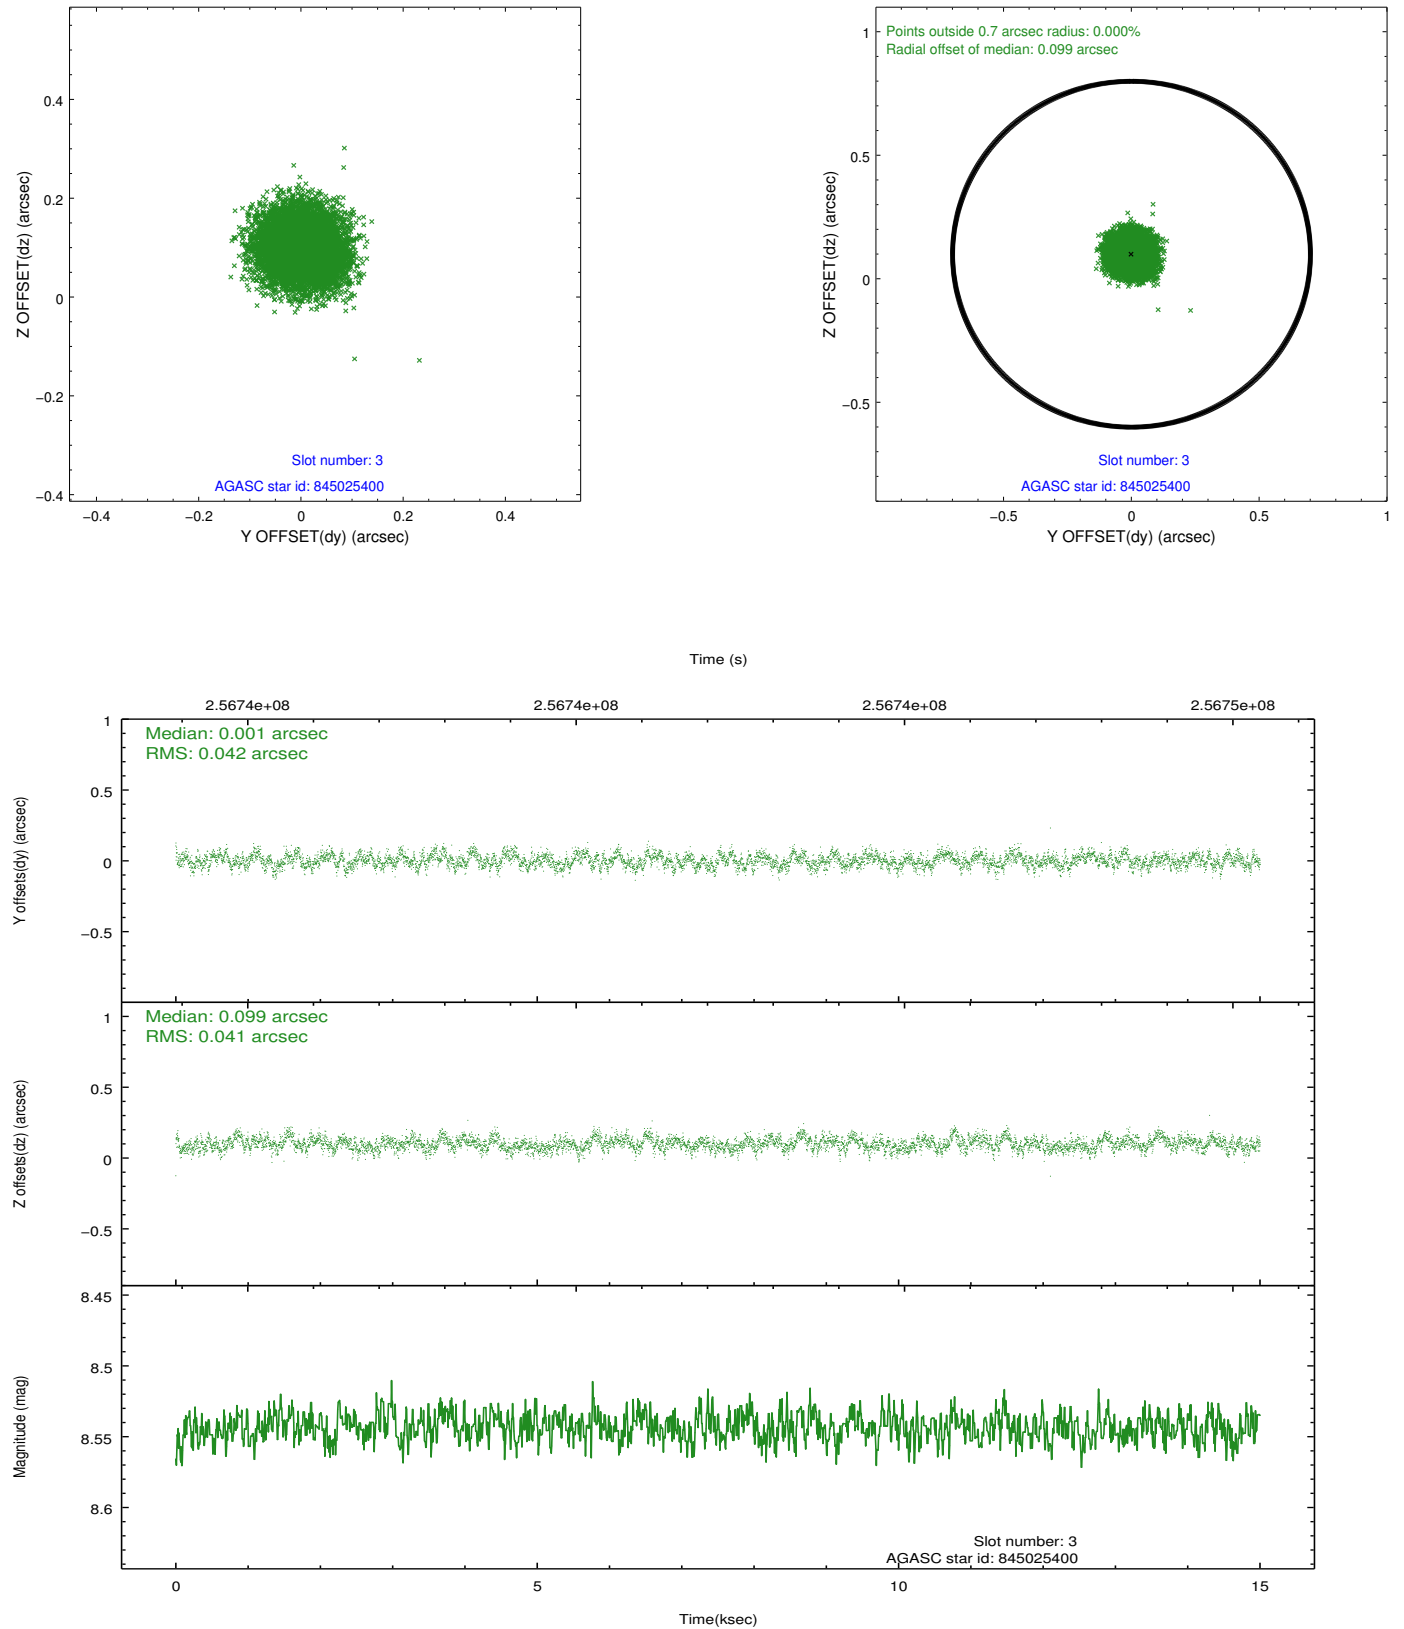 0.4
0.2
0
−0.2
−0.4
Z OFFSET(dz) (arcsec)
Slot number: 3
AGASC star id: 845025400
−0.4 −0.2 0 0.2 0.4
Y OFFSET(dy) (arcsec)
Points outside 0.7 arcsec radius: 0.000%
Radial offset of median: 0.099 arcsec
1
0.5
0
−0.5
Z OFFSET(dz) (arcsec)
Slot number: 3
AGASC star id: 845025400
−0.5 0 0.5 1
Y OFFSET(dy) (arcsec)
Time (s)
2.5674e+08 2.5674e+08 2.5674e+08 2.5675e+08
Median: 0.001 arcsec
RMS: 0.042 arcsec
1
0.5
0
−0.5
Y offsets(dy) (arcsec)
Median: 0.099 arcsec
RMS: 0.041 arcsec
1
0.5
0
−0.5
Z offsets(dz) (arcsec)
8.45
8.5
8.55
8.6
Magnitude (mag)
Slot number: 3
AGASC star id: 845025400
0 5 10 15
Time(ksec)